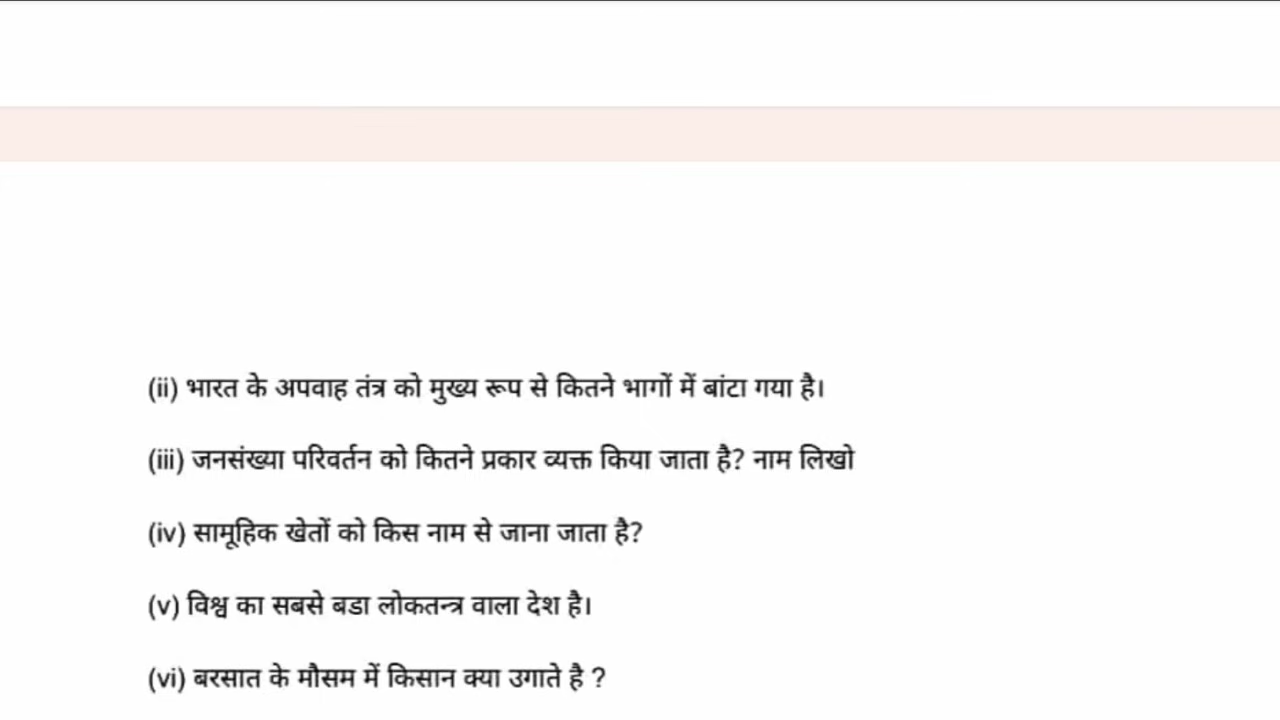 (ii) भारत के अपवाह तंत्र को मुख्य रूप से कितने भागों में बांटा गया है।
(iii) जनसंख्या परिवर्तन को कितने प्रकार व्यक्त किया जाता है? नाम लिखो
(iv) सामूहिक खेतों को किस नाम से जाना जाता है?
(v) विश्व का सबसे बडा लोकतन्त्र वाला देश है।
(vi) बरसात के मौसम में किसान क्या उगाते है ?